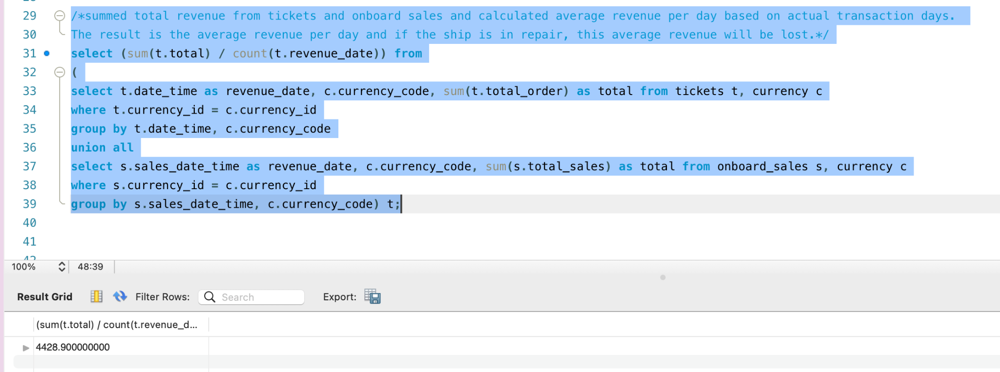 29 /*summed total revenue from tickets and onboard sales and calculated average revenue per day based on actual transaction days.
30 The result is the average revenue per day and if the ship is in repair, this average revenue will be lost.*/
31 select (sum(t.total) / count(t.revenue_date)) from
32 (
33 select t.date_time as revenue_date, c.currency_code, sum(t.total_order) as total from tickets t, currency c
34 where t.currency_id = c.currency_id
35 group by t.date_time, c.currency_code
36 union all
37 select s.sales_date_time as revenue_date, c.currency_code, sum(s.total_sales) as total from onboard_sales s, currency c
38 where s.currency_id = c.currency_id
39 group by s.sales_date_time, c.currency_code) t;
40
41
100% 48:39
Result Grid Filter Rows: Search Export:
(sum(t.total) / count(t.revenue_d...
4428.900000000